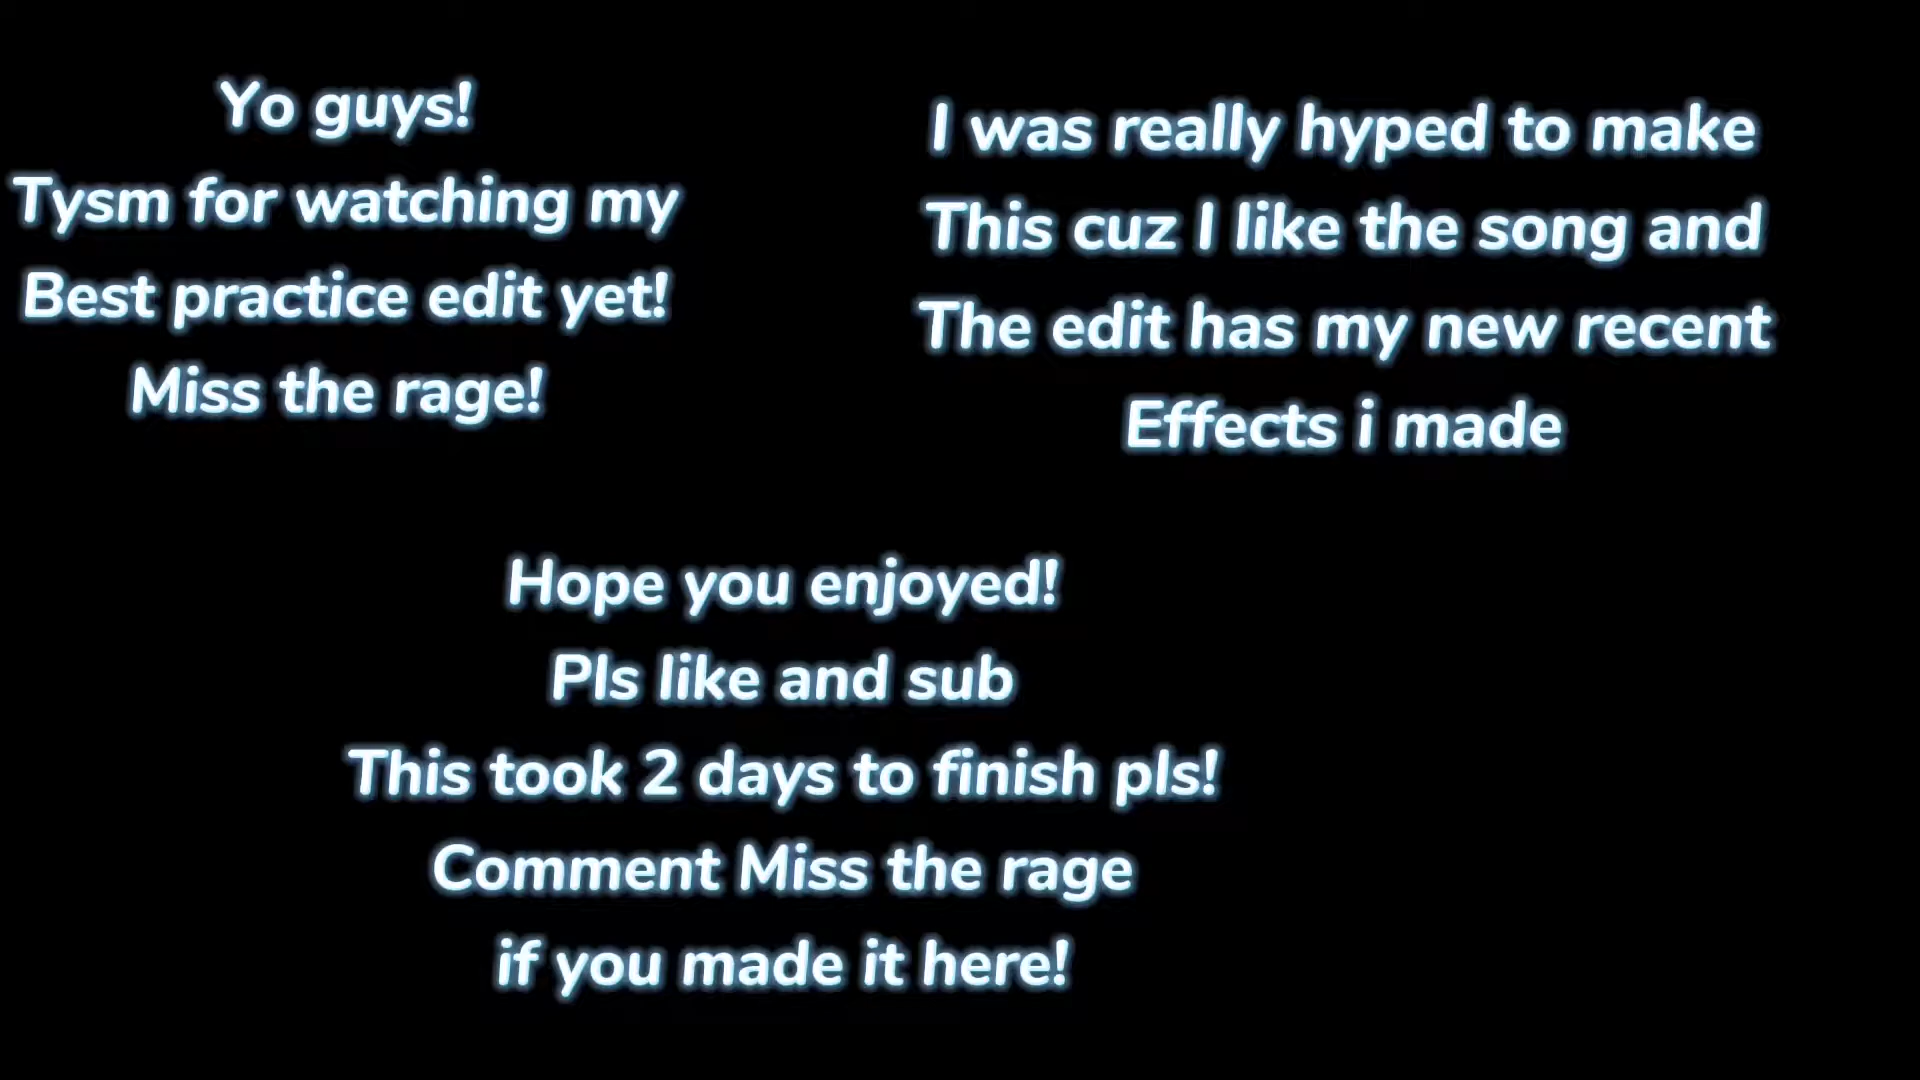 Yo guys!
Tysm for watching my
Best practice edit yet!
Miss the rage!
I was really hyped to make
This cuz I like the song and
The edit has my new recent
Effects i made
Hope you enjoyed!
Pls like and sub
This took 2 days to finish pls!
Comment Miss the rage
if you made it here!